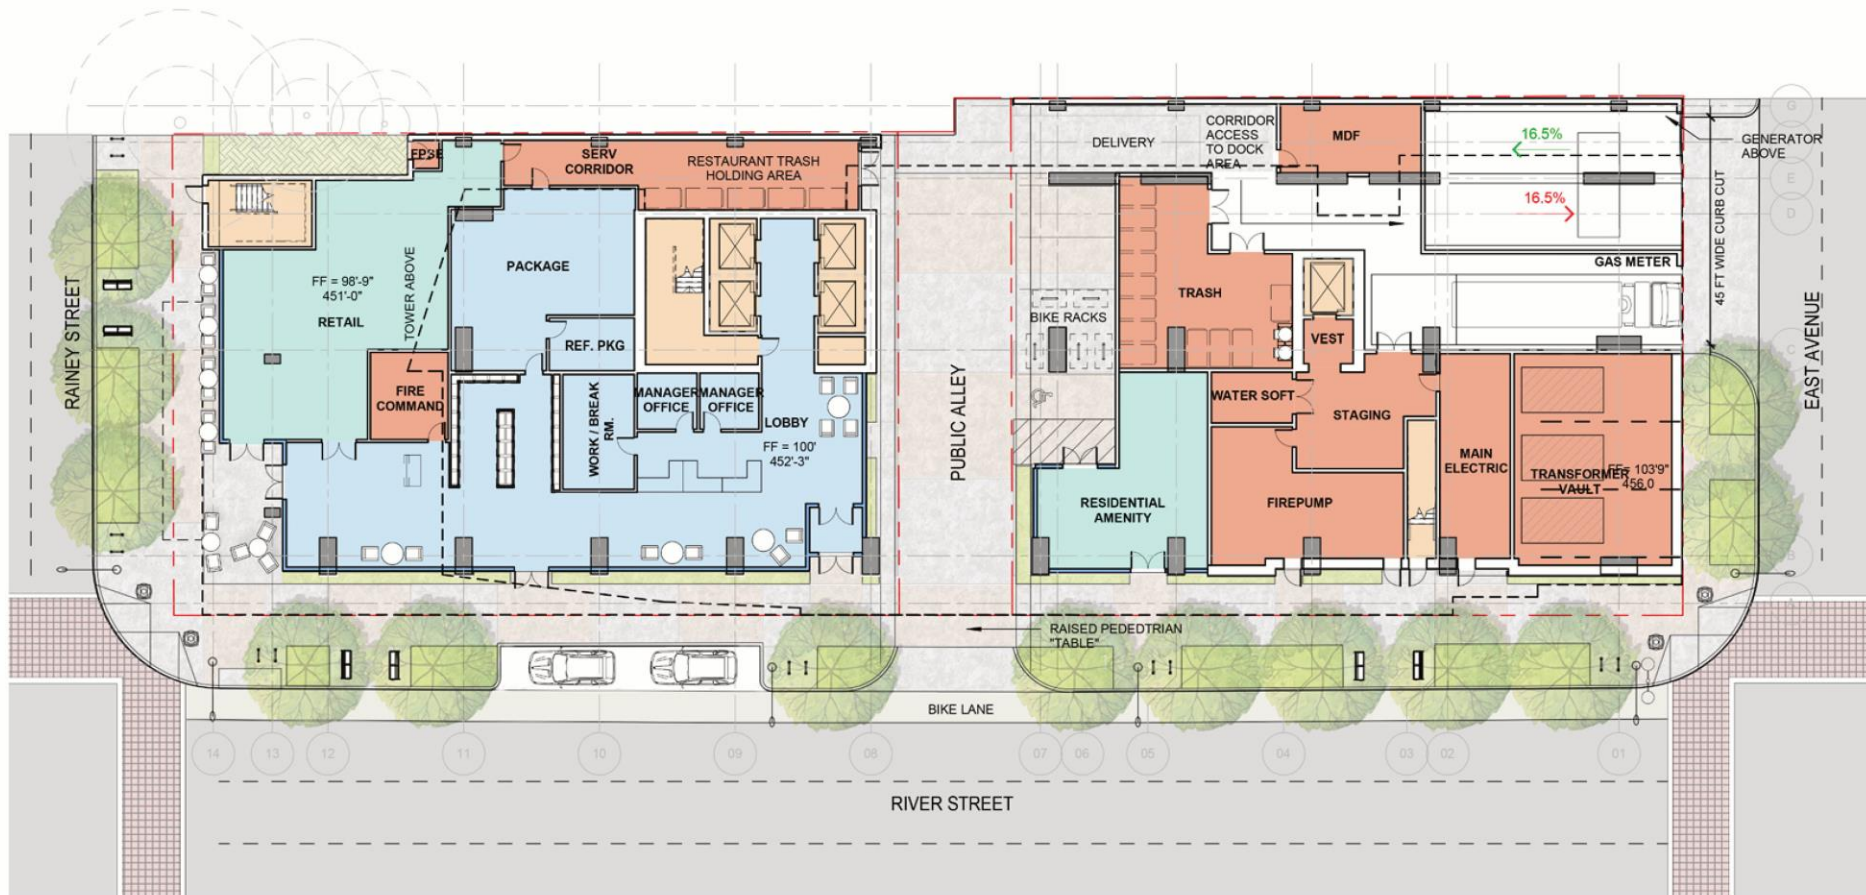 G
CORRIDOR
ACCESS
TO DOCK
AREA
DELIVERY
MDF
16.5%
GENERATOR
ABOVE
FPSE
SERV
CORRIDOR
RESTAURANT TRASH
HOLDING AREA
E
16.5%
D
45 FT WIDE CURB CUT
TOWER ABOVE
PACKAGE
GAS METER
FF = 98'-9"
451'-0"
RETAIL
TRASH
BIKE RACKS
VEST
REF. PKG
RAINEY STREET
EAST AVENUE
C
FIRE
COMMAND
WORK / BREAK
RM.
MANAGER
OFFICE
MANAGER
OFFICE
LOBBY
FF = 100'
452'-3"
PUBLIC ALLEY
WATER SOFT
STAGING
MAIN
ELECTRIC
TRANSFORMER
VAULT
FF= 103'9"
456.0
RESIDENTIAL
AMENITY
FIREPUMP
B
A
RAISED PEDEDTRIAN
"TABLE"
BIKE LANE
14
13
12
11
10
09
08
07
06
05
04
03
02
01
RIVER STREET